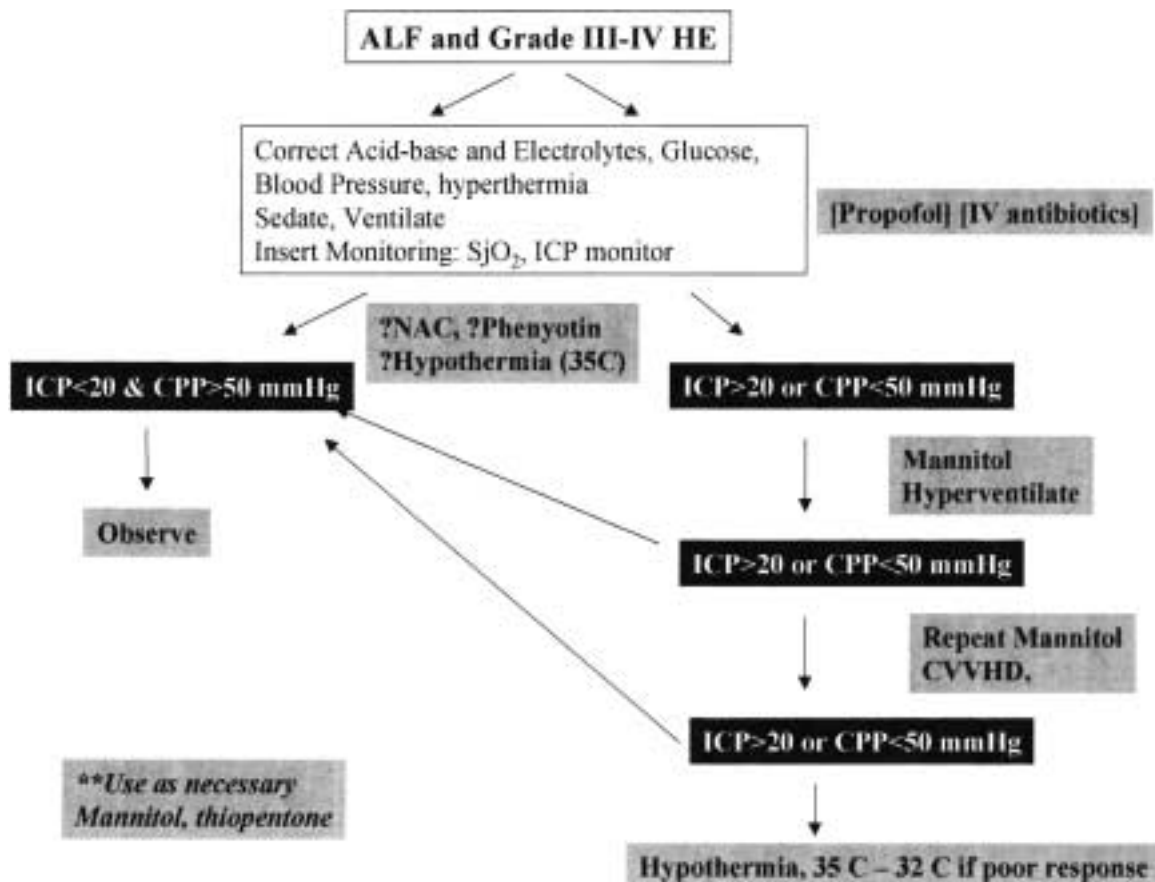 ALF and Grade III-IV HE
Correct Acid-base and Electrolytes, Glucose,
Blood Pressure, hyperthermia
Sedate, Ventilate
Insert Monitoring: SjO₂, ICP monitor
[Propofol] [IV antibiotics]
?NAC, ?Phenyotin
?Hypothermia (35C)
ICP<20 & CPP>50 mmHg
ICP>20 or CPP<50 mmHg
Mannitol
Hyperventilate
Observe
ICP>20 or CPP<50 mmHg
Repeat Mannitol
CVVHD,
ICP>20 or CPP<50 mmHg
**Use as necessary
Mannitol, thiopentone
Hypothermia, 35 C – 32 C if poor response